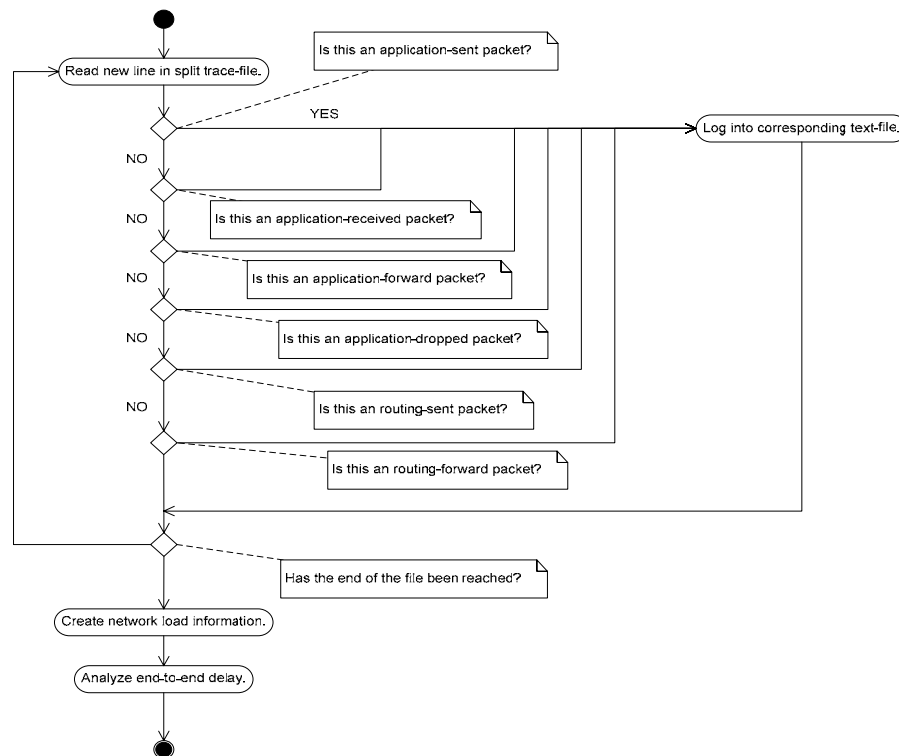 Is this an application-sent packet?
Read new line in split trace-file.
YES
Log into corresponding text-file.
NO
Is this an application-received packet?
NO
Is this an application-forward packet?
NO
Is this an application-dropped packet?
NO
Is this an routing-sent packet?
NO
Is this an routing-forward packet?
Has the end of the file been reached?
Create network load information.
Analyze end-to-end delay.